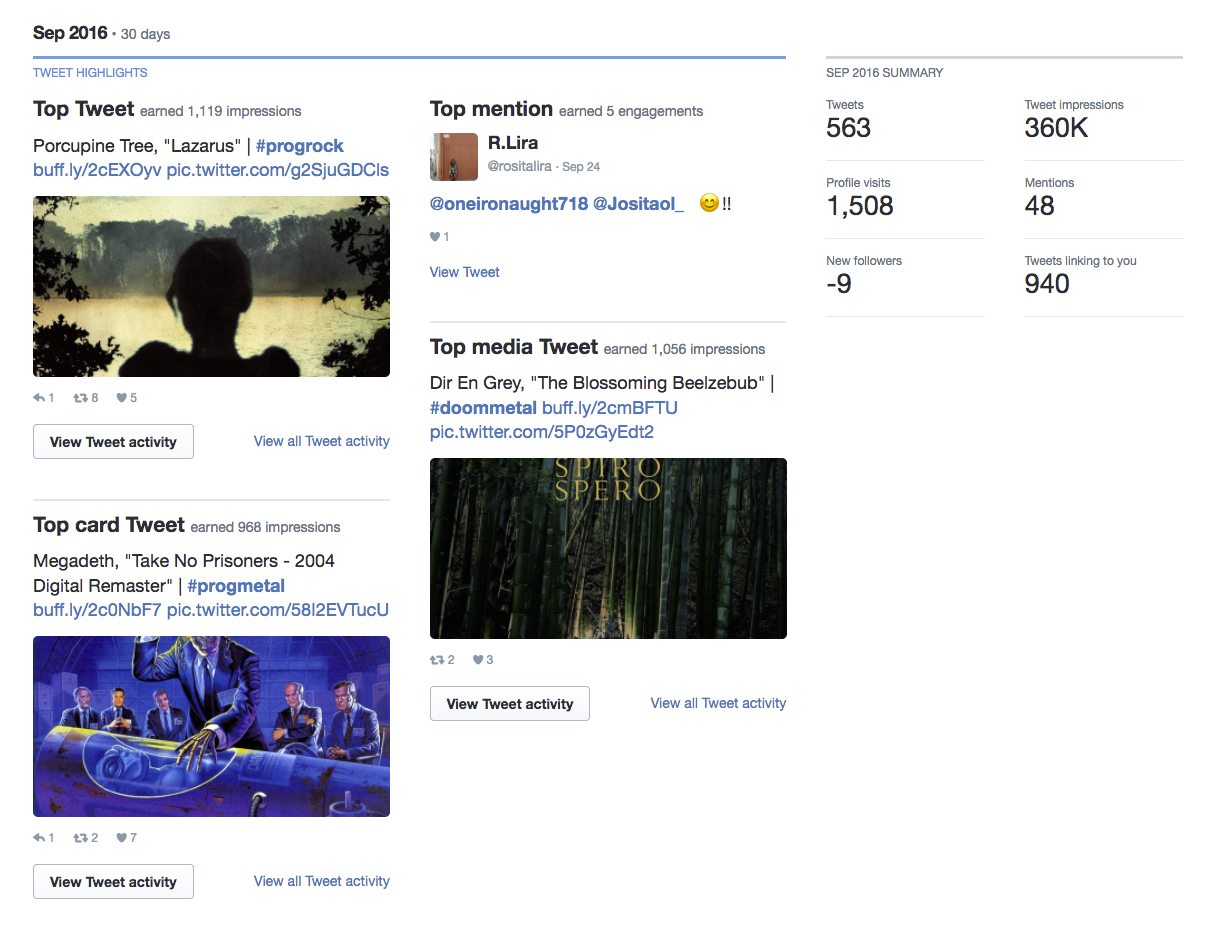 Sep 2016 · 30 days
TWEET HIGHLIGHTS
Top Tweet earned 1,119 impressions
Porcupine Tree, "Lazarus" | #progrock
buff.ly/2cEXOyv pic.twitter.com/g2SjuGDCls
1 8 5
View Tweet activity View all Tweet activity
Top card Tweet earned 968 impressions
Megadeth, "Take No Prisoners - 2004
Digital Remaster" | #progmetal
buff.ly/2c0NbF7 pic.twitter.com/58I2EVTucU
1 2 7
View Tweet activity View all Tweet activity
Top mention earned 5 engagements
R.Lira
@rositalira · Sep 24
@oneironaught718 @Jositaol_ 😊 !!
1
View Tweet
Top media Tweet earned 1,056 impressions
Dir En Grey, "The Blossoming Beelzebub" |
#doommetal buff.ly/2cmBFTU
pic.twitter.com/5P0zGyEdt2
SPIRO
SPERO
2 3
View Tweet activity View all Tweet activity
SEP 2016 SUMMARY
Tweets Tweet impressions
563 360K
Profile visits Mentions
1,508 48
New followers Tweets linking to you
-9 940